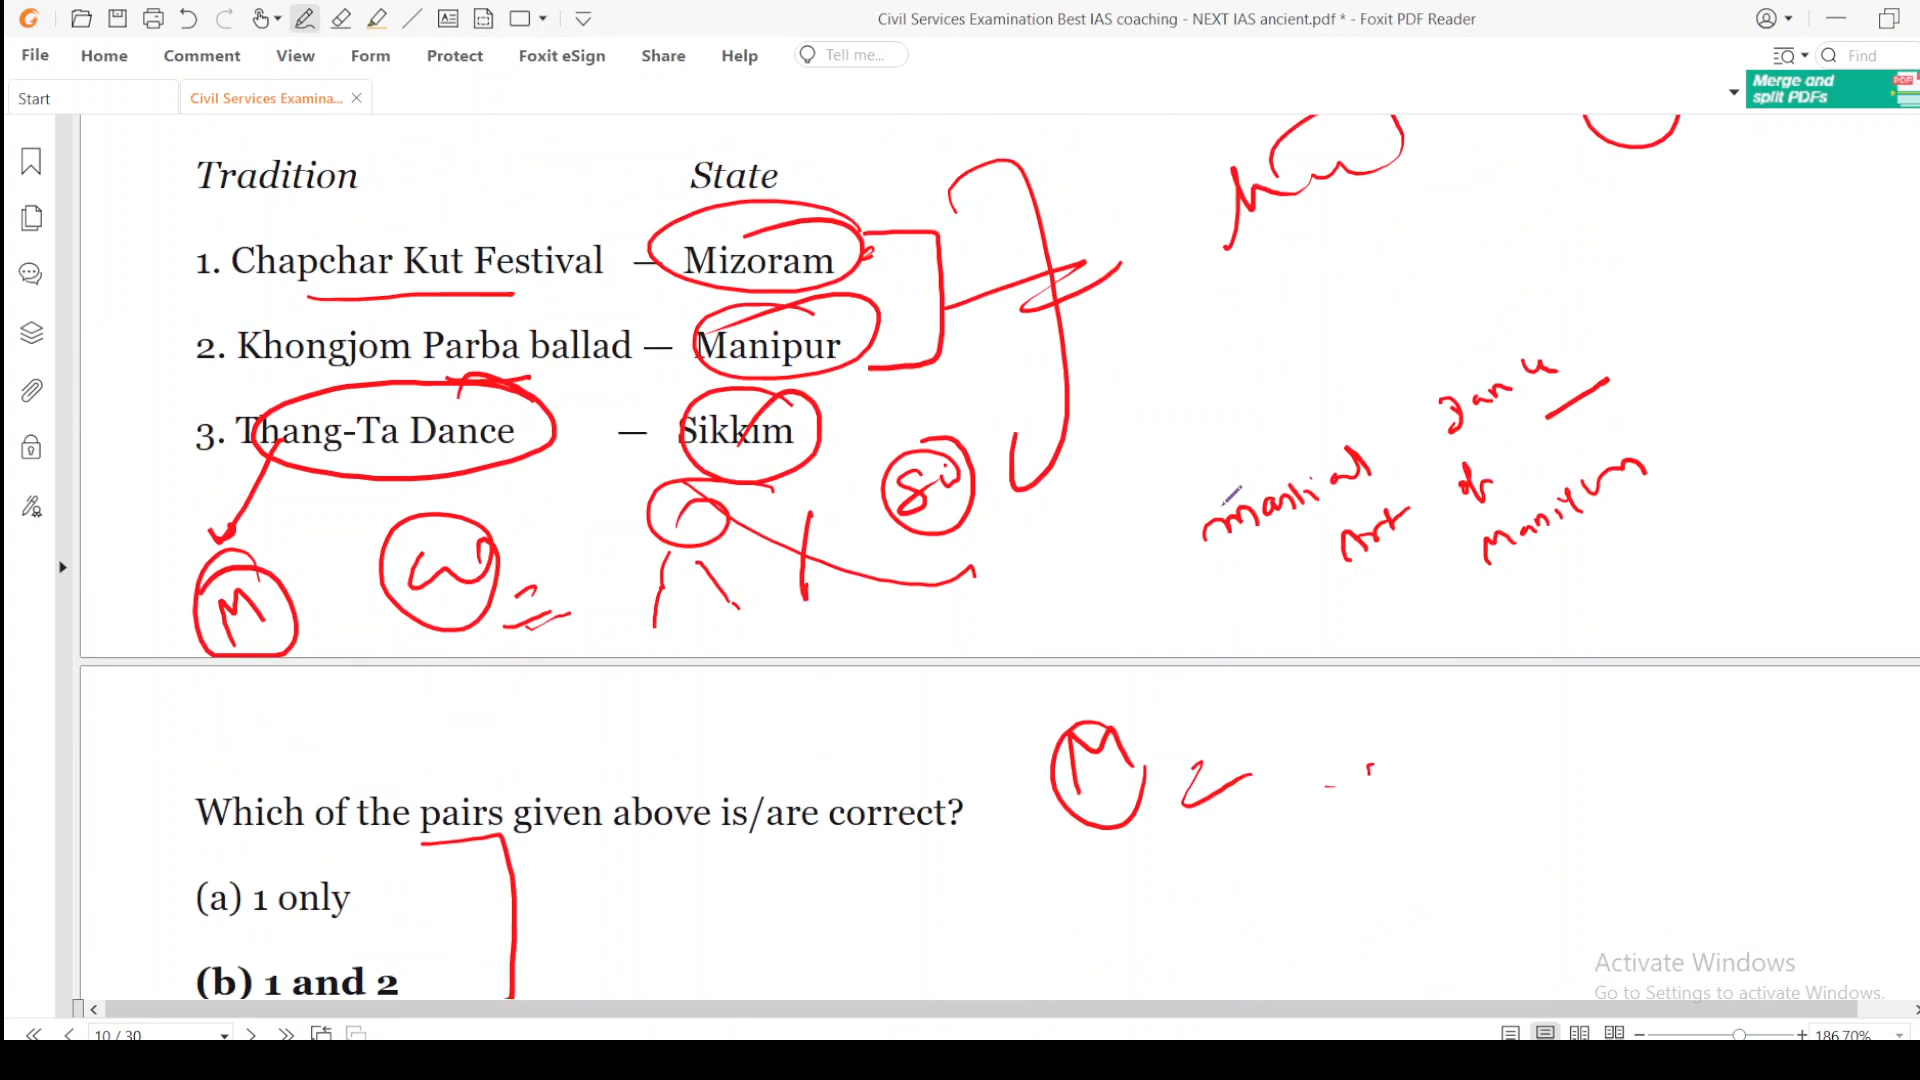 Civil Services Examination Best IAS coaching - NEXT IAS ancient.pdf * - Foxit PDF Reader
File Home Comment View Form Protect Foxit eSign Share Help Tell me... Find
Start Civil Services Examina...
Merge and
split PDFs
Tradition State
1. Chapchar Kut Festival — Mizoram
2. Khongjom Parba ballad — Manipur
3. Thang-Ta Dance — Sikkim
Martial
Art of
Manipur
M
M
Which of the pairs given above is/are correct?
(a) 1 only
(b) 1 and 2
Activate Windows
Go to Settings to activate Windows.
10 / 30 186.70%